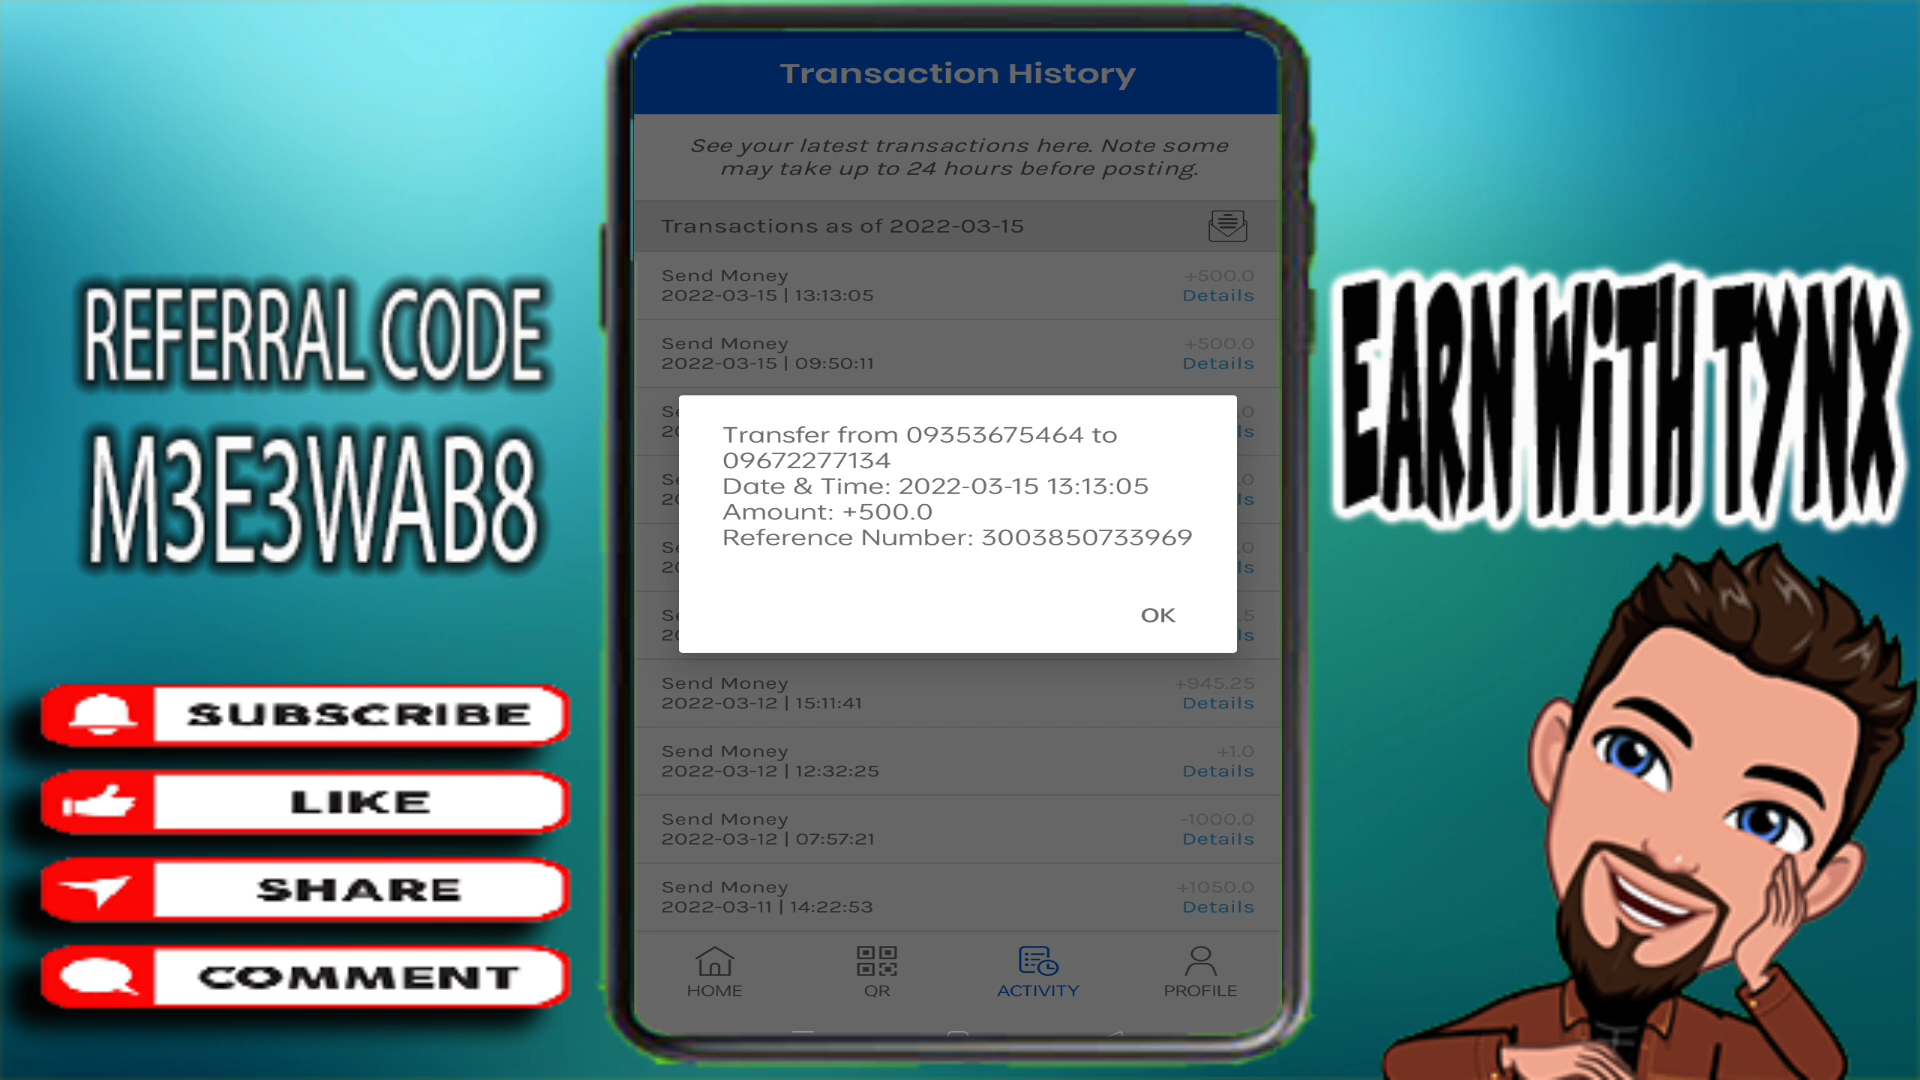 Transaction History
See your latest transactions here. Note some
may take up to 24 hours before posting.
Transactions as of 2022-03-15
Send Money +500.0
2022-03-15 | 13:13:05 Details
Send Money +500.0
2022-03-15 | 09:50:11 Details
REFERRAL CODE
M3E3WAB8
EARN WiTH TYNX
Transfer from 09353675464 to
09672277134
Date & Time: 2022-03-15 13:13:05
Amount: +500.0
Reference Number: 3003850733969
OK
Send Money +945.25
2022-03-12 | 15:11:41 Details
Send Money +1.0
2022-03-12 | 12:32:25 Details
Send Money -1000.0
2022-03-12 | 07:57:21 Details
Send Money +1050.0
2022-03-11 | 14:22:53 Details
HOME QR ACTIVITY PROFILE
SUBSCRIBE
LIKE
SHARE
COMMENT